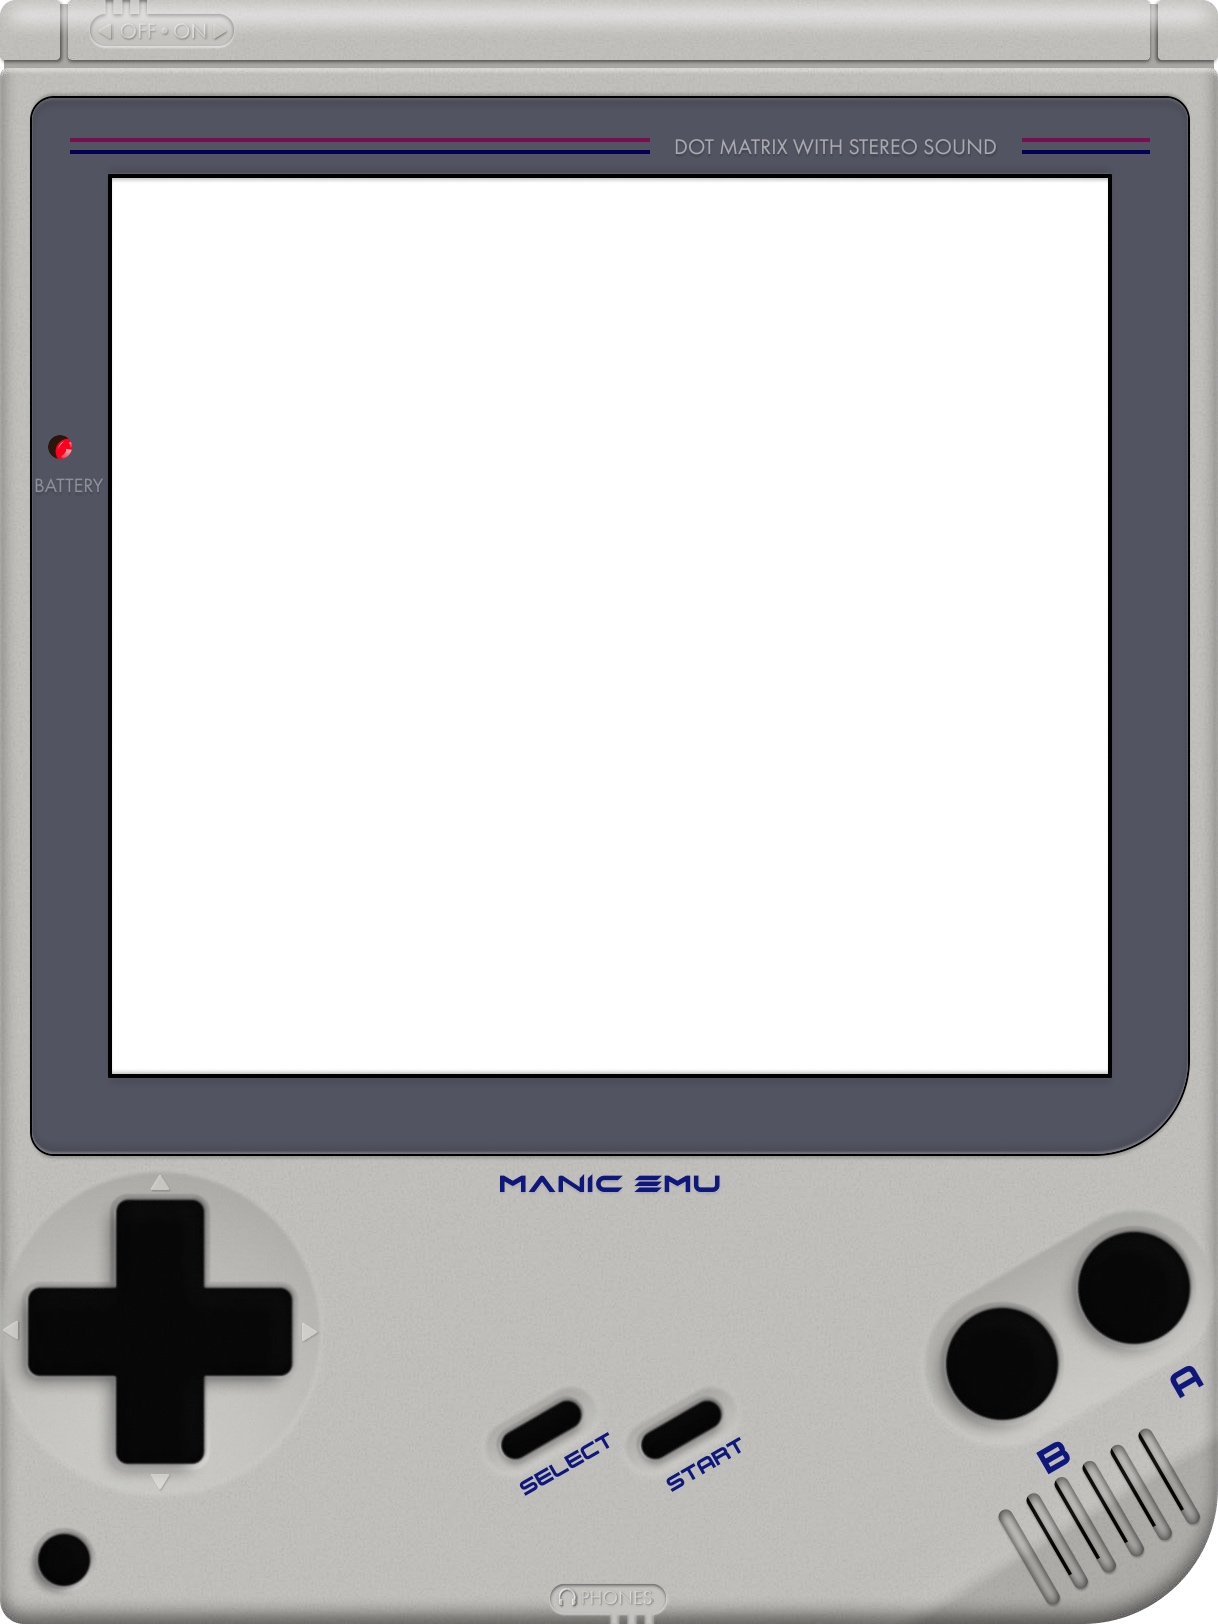 OFF • ON
DOT MATRIX WITH STEREO SOUND
BATTERY
MANIC EMU
A
B
SELECT
START
PHONES